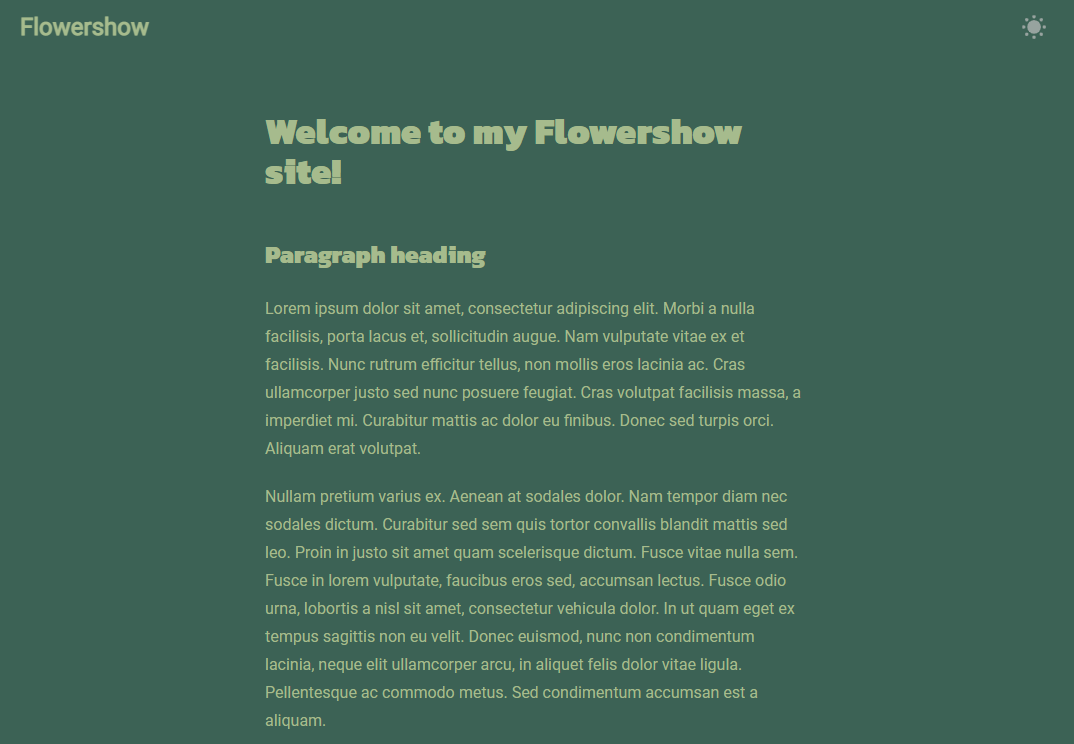 Flowershow
Welcome to my Flowershow
site!
Paragraph heading
Lorem ipsum dolor sit amet, consectetur adipiscing elit. Morbi a nulla
facilisis, porta lacus et, sollicitudin augue. Nam vulputate vitae ex et
facilisis. Nunc rutrum efficitur tellus, non mollis eros lacinia ac. Cras
ullamcorper justo sed nunc posuere feugiat. Cras volutpat facilisis massa, a
imperdiet mi. Curabitur mattis ac dolor eu finibus. Donec sed turpis orci.
Aliquam erat volutpat.
Nullam pretium varius ex. Aenean at sodales dolor. Nam tempor diam nec
sodales dictum. Curabitur sed sem quis tortor convallis blandit mattis sed
leo. Proin in justo sit amet quam scelerisque dictum. Fusce vitae nulla sem.
Fusce in lorem vulputate, faucibus eros sed, accumsan lectus. Fusce odio
urna, lobortis a nisl sit amet, consectetur vehicula dolor. In ut quam eget ex
tempus sagittis non eu velit. Donec euismod, nunc non condimentum
lacinia, neque elit ullamcorper arcu, in aliquet felis dolor vitae ligula.
Pellentesque ac commodo metus. Sed condimentum accumsan est a
aliquam.